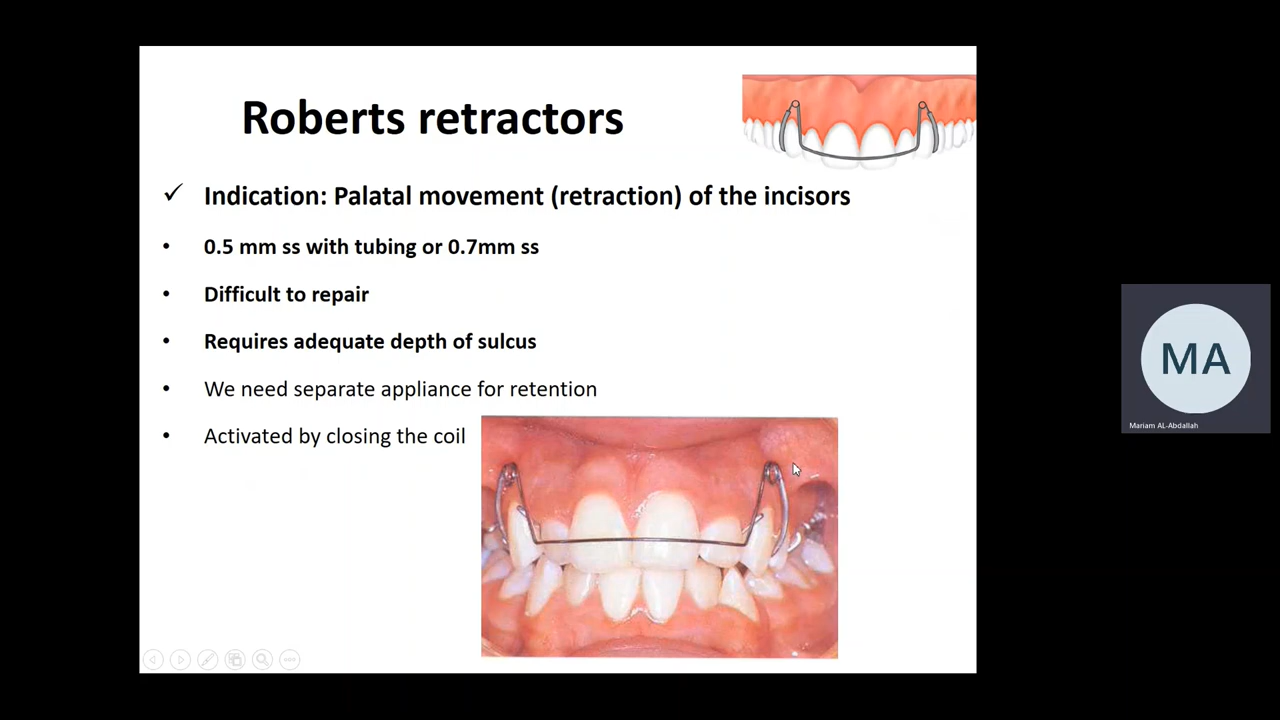 Roberts retractors
✓ Indication: Palatal movement (retraction) of the incisors
• 0.5 mm ss with tubing or 0.7mm ss
• Difficult to repair
• Requires adequate depth of sulcus
• We need separate appliance for retention
• Activated by closing the coil
MA
Mariam AL-Abdallah